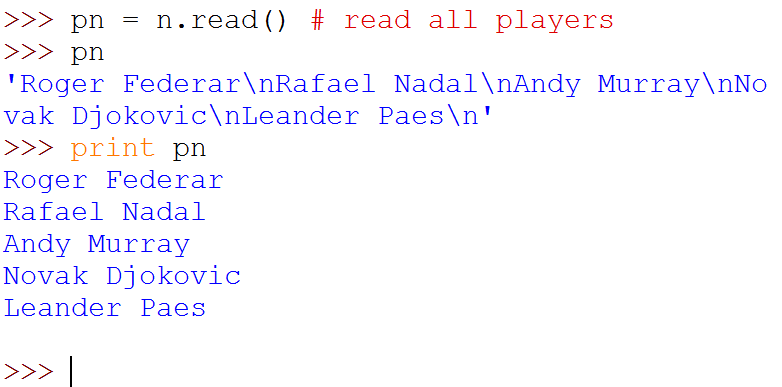 >>> pn = n.read() # read all players
>>> pn
'Roger Federar\nRafael Nadal\nAndy Murray\nNo
vak Djokovic\nLeander Paes\n'
>>> print pn
Roger Federar
Rafael Nadal
Andy Murray
Novak Djokovic
Leander Paes

>>>